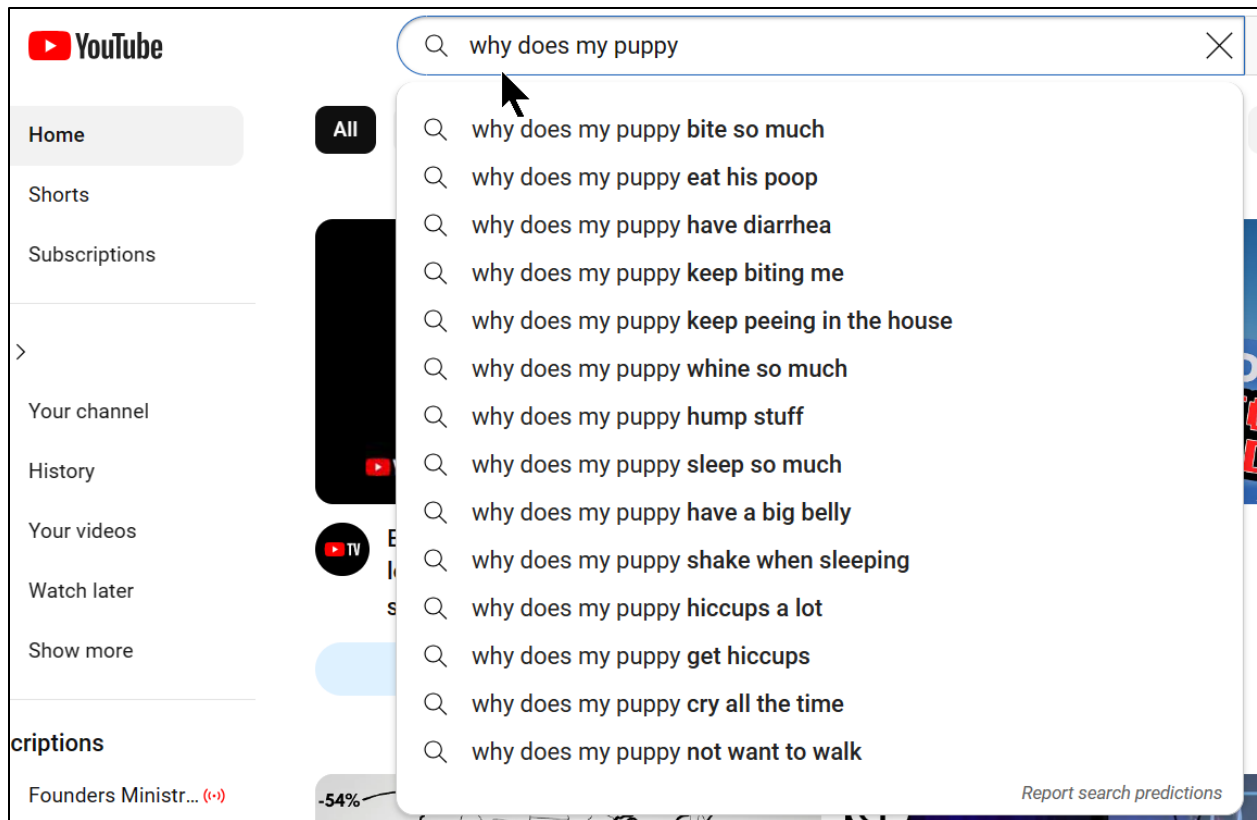 YouTube
why does my puppy
Home
Shorts
Subscriptions
Your channel
History
Your videos
Watch later
Show more
criptions
Founders Ministr...
All
why does my puppy bite so much
why does my puppy eat his poop
why does my puppy have diarrhea
why does my puppy keep biting me
why does my puppy keep peeing in the house
why does my puppy whine so much
why does my puppy hump stuff
why does my puppy sleep so much
why does my puppy have a big belly
why does my puppy shake when sleeping
why does my puppy hiccups a lot
why does my puppy get hiccups
why does my puppy cry all the time
why does my puppy not want to walk
Report search predictions
TV
-54%